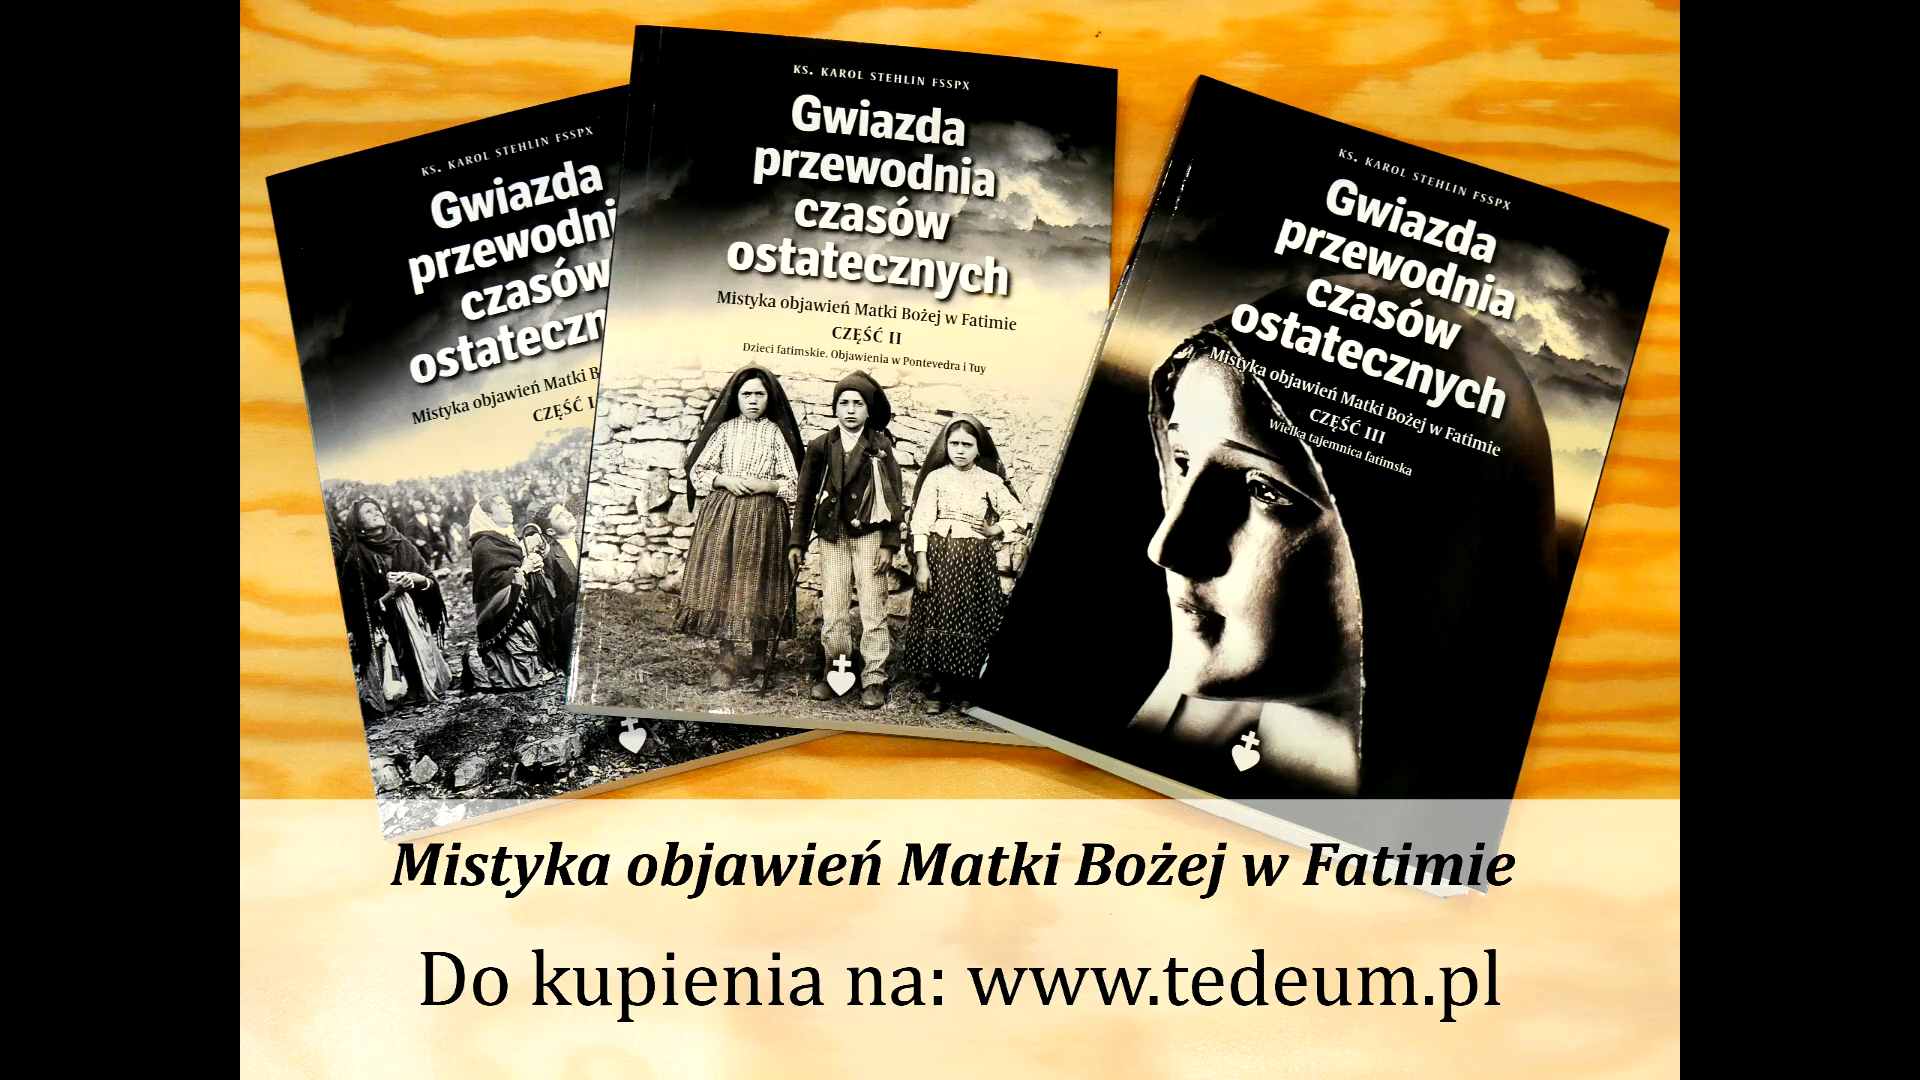 KS. KAROL STEHLIN FSSPX
Gwiazda
przewodni
czasów
ostateczn
Mistyka objawień Matki B
CZĘŚĆ I
KS. KAROL STEHLIN FSSPX
Gwiazda
przewodnia
czasów
ostatecznych
Mistyka objawień Matki Bożej w Fatimie
CZĘŚĆ II
Dzieci fatimskie. Objawienia w Pontevedra i Tuy
KS. KAROL STEHLIN FSSPX
Gwiazda
przewodnia
czasów
ostatecznych
Mistyka objawień Matki Bożej w Fatimie
CZĘŚĆ III
Wielka tajemnica fatimska
Mistyka objawień Matki Bożej w Fatimie
Do kupienia na: www.tedeum.pl